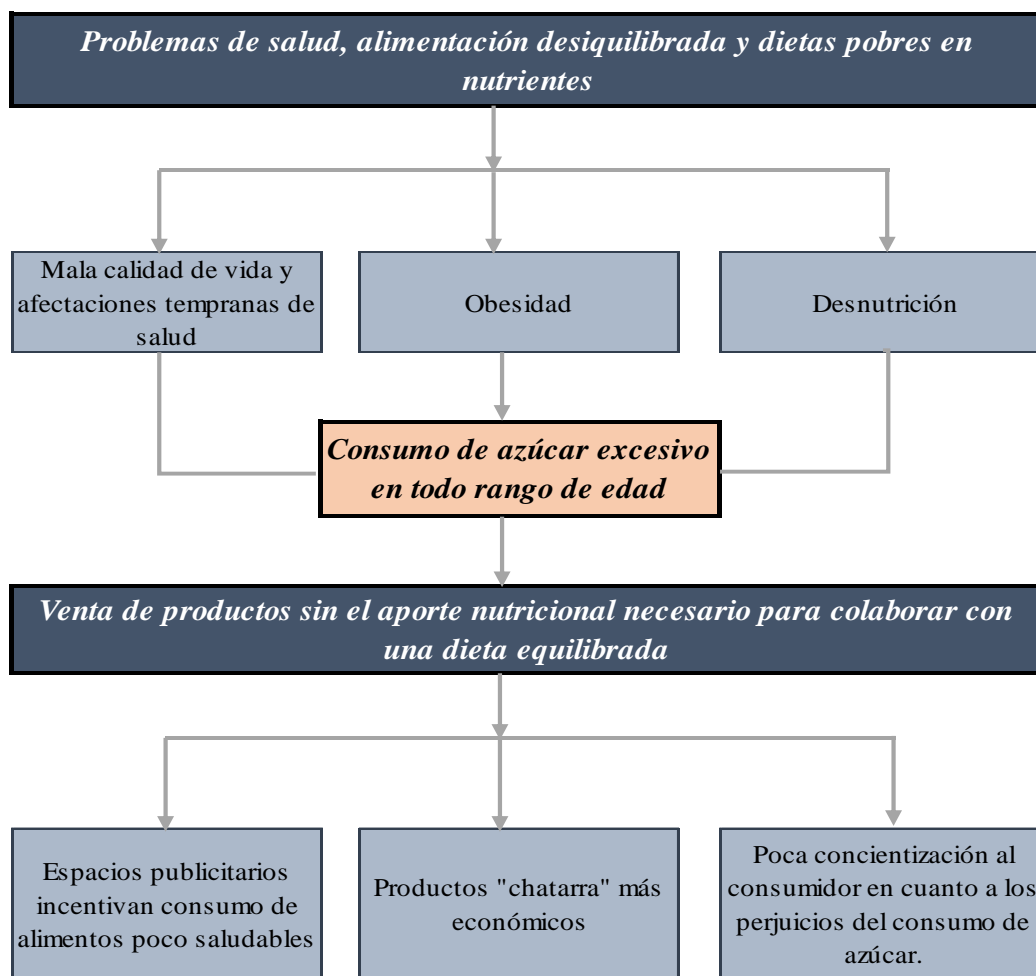 Problemas de salud, alimentación desiquilibrada y dietas pobres en
nutrientes
Mala calidad de vida y
afectaciones tempranas de
salud
Obesidad
Desnutrición
Consumo de azúcar excesivo
en todo rango de edad
Venta de productos sin el aporte nutricional necesario para colaborar con
una dieta equilibrada
Espacios publicitarios
incentivan consumo de
alimentos poco saludables
Productos "chatarra" más
económicos
Poca concientización al
consumidor en cuanto a los
perjuicios del consumo de
azúcar.